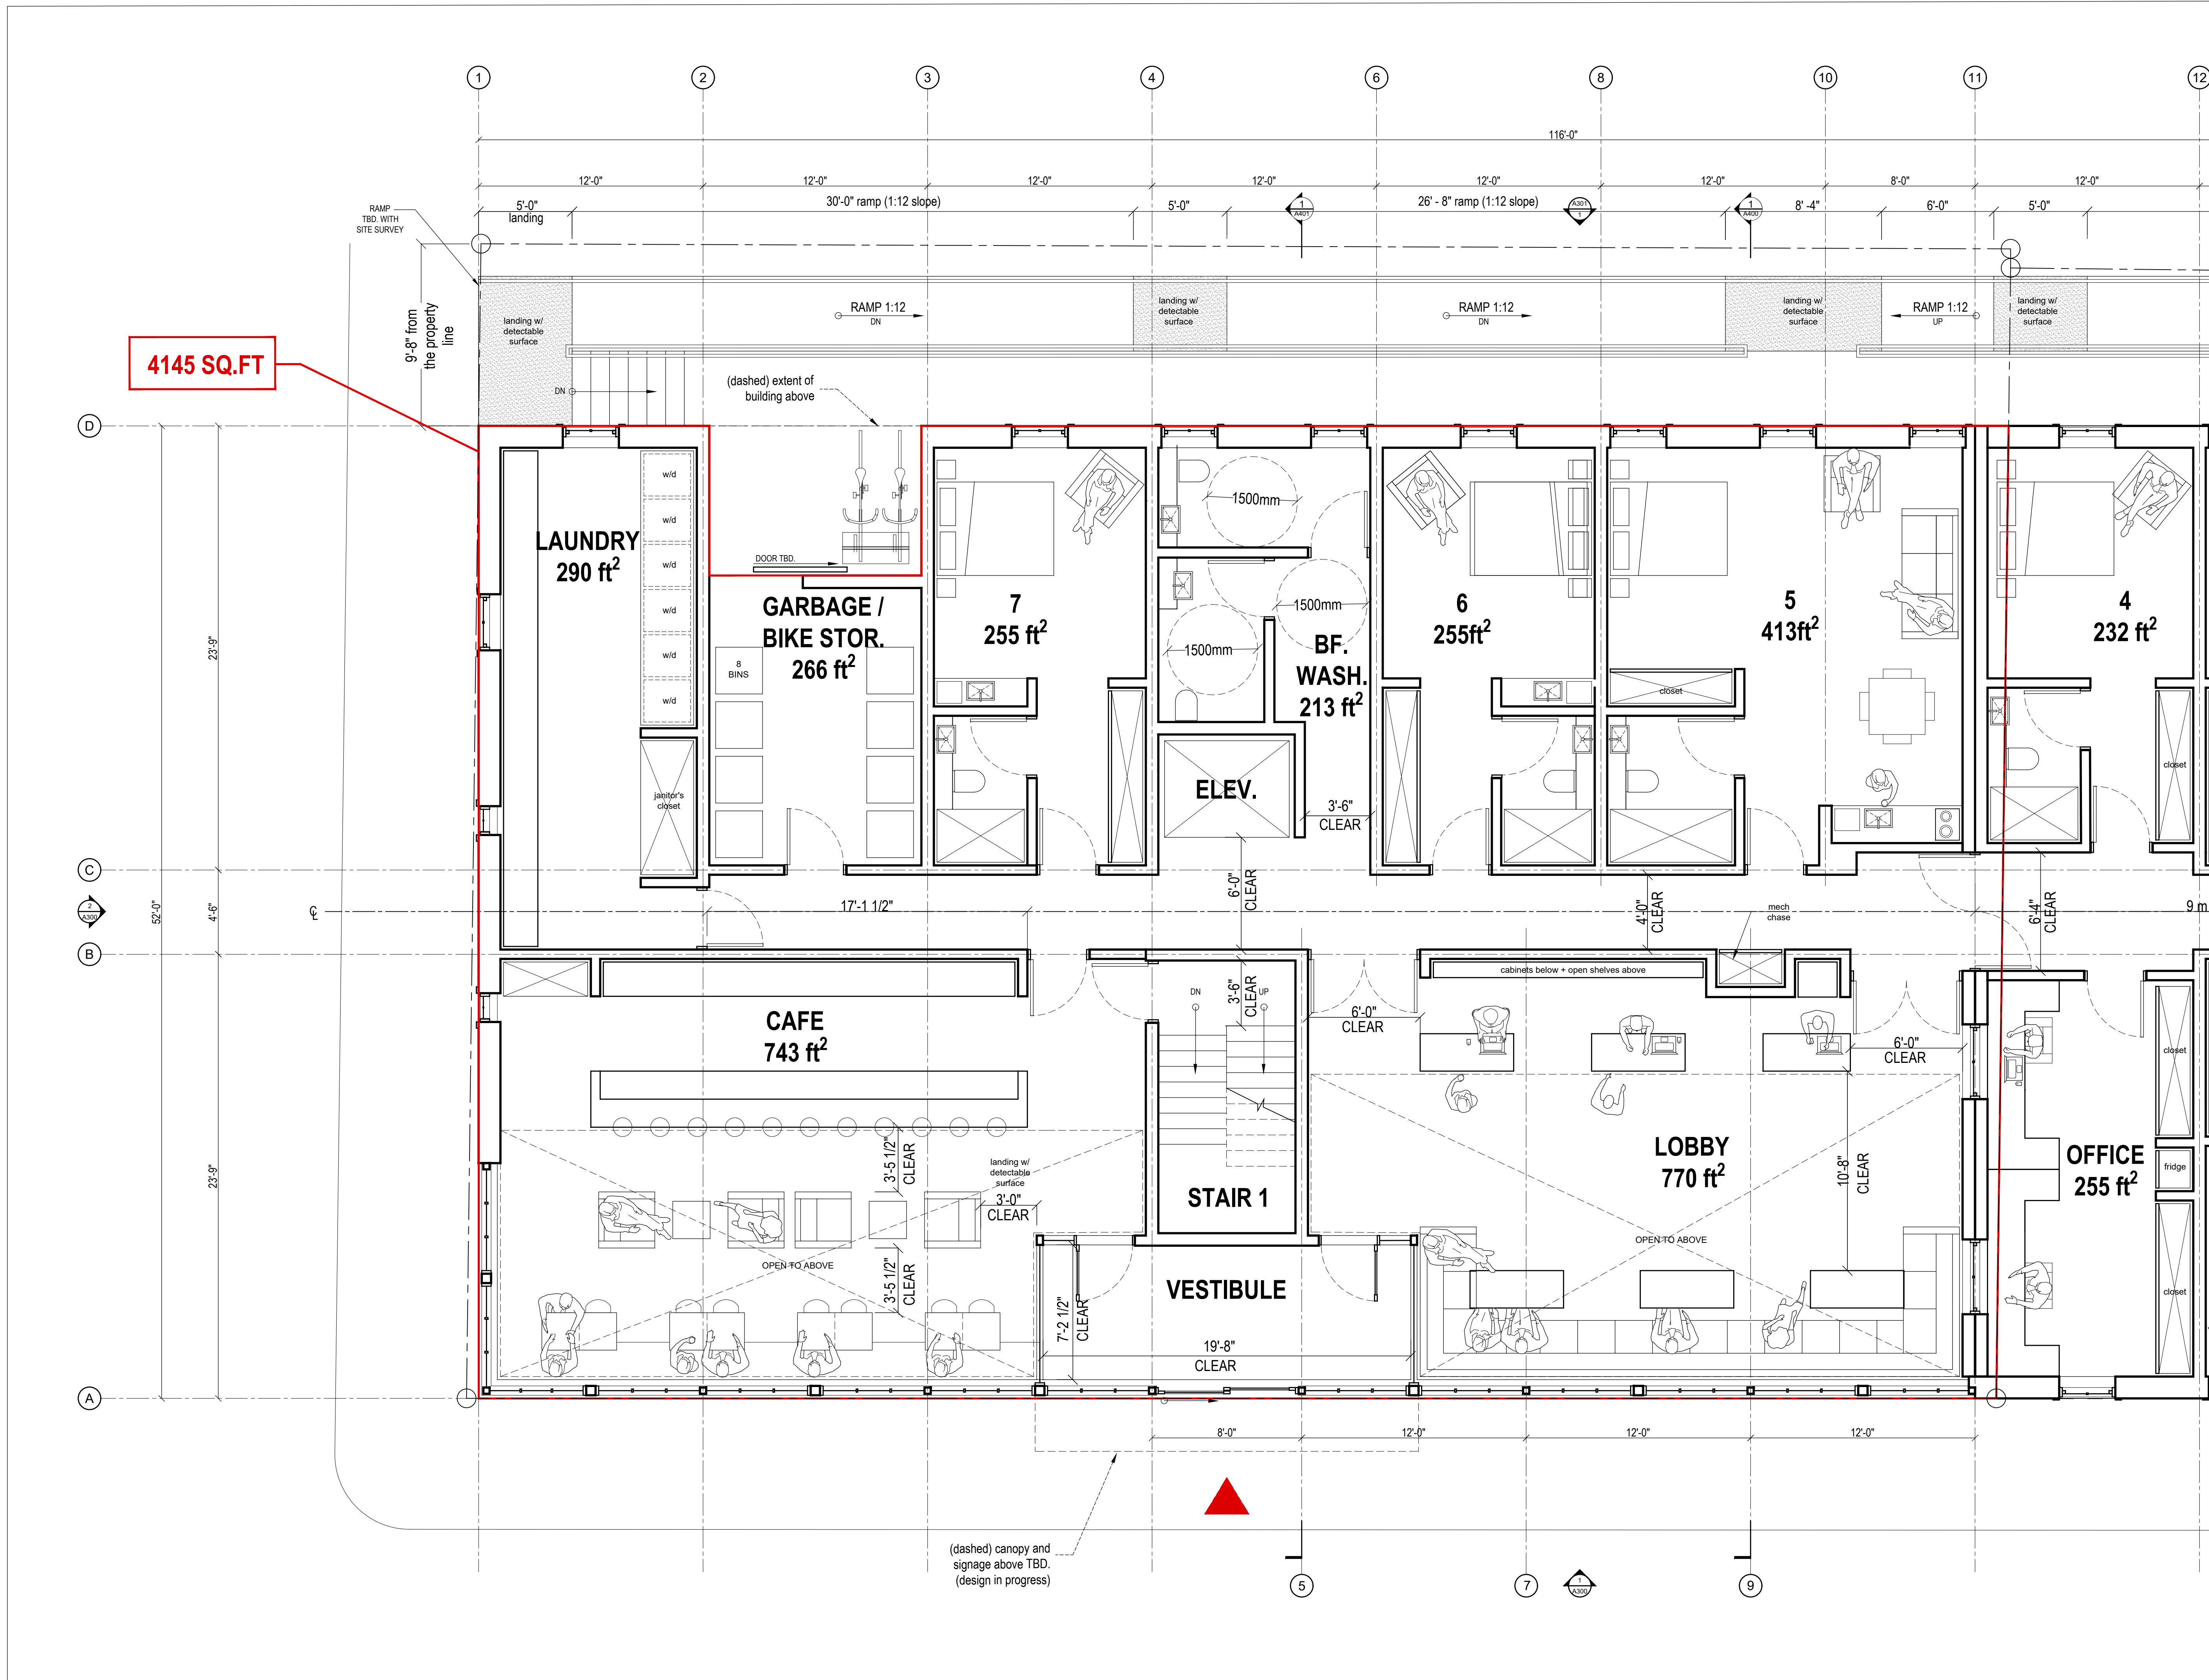 1
2
3
4
6
8
10
11
12
116'-0"
12'-0"
12'-0"
12'-0"
12'-0"
12'-0"
12'-0"
8'-0"
12'-0"
RAMP
TBD. WITH
SITE SURVEY
5'-0"
landing
30'-0" ramp (1:12 slope)
5'-0"
1
A401
26' - 8" ramp (1:12 slope)
A301
1
1
A400
8' -4"
6'-0"
5'-0"
9'-8" from
the property
line
landing w/
detectable
surface
RAMP 1:12
DN
landing w/
detectable
surface
RAMP 1:12
DN
landing w/
detectable
surface
RAMP 1:12
UP
landing w/
detectable
surface
4145 SQ.FT
DN
(dashed) extent of
building above
D
w/d
w/d
w/d
w/d
w/d
w/d
LAUNDRY
290 ft²
janitor's
closet
DOOR TBD.
GARBAGE /
BIKE STOR.
266 ft²
8
BINS
7
255 ft²
1500mm
1500mm
1500mm
BF.
WASH.
213 ft²
ELEV.
3'-6"
CLEAR
6
255ft²
5
413ft²
closet
4
232 ft²
closet
23'-9"
C
2
A300
52'-0"
4'-6"
℄
17'-1 1/2"
6'-0"
CLEAR
4'-0"
CLEAR
mech
chase
6'-4"
CLEAR
9 m
B
cabinets below + open shelves above
CAFE
743 ft²
DN
UP
3'-6"
CLEAR
6'-0"
CLEAR
6'-0"
CLEAR
closet
23'-9"
3'-5 1/2"
CLEAR
landing w/
detectable
surface
3'-0"
CLEAR
STAIR 1
LOBBY
770 ft²
10'-8"
CLEAR
OFFICE
255 ft²
fridge
OPEN TO ABOVE
3'-5 1/2"
CLEAR
OPEN TO ABOVE
VESTIBULE
7'-2 1/2"
CLEAR
19'-8"
CLEAR
closet
A
8'-0"
12'-0"
12'-0"
12'-0"
(dashed) canopy and
signage above TBD.
(design in progress)
5
7
1
A300
9